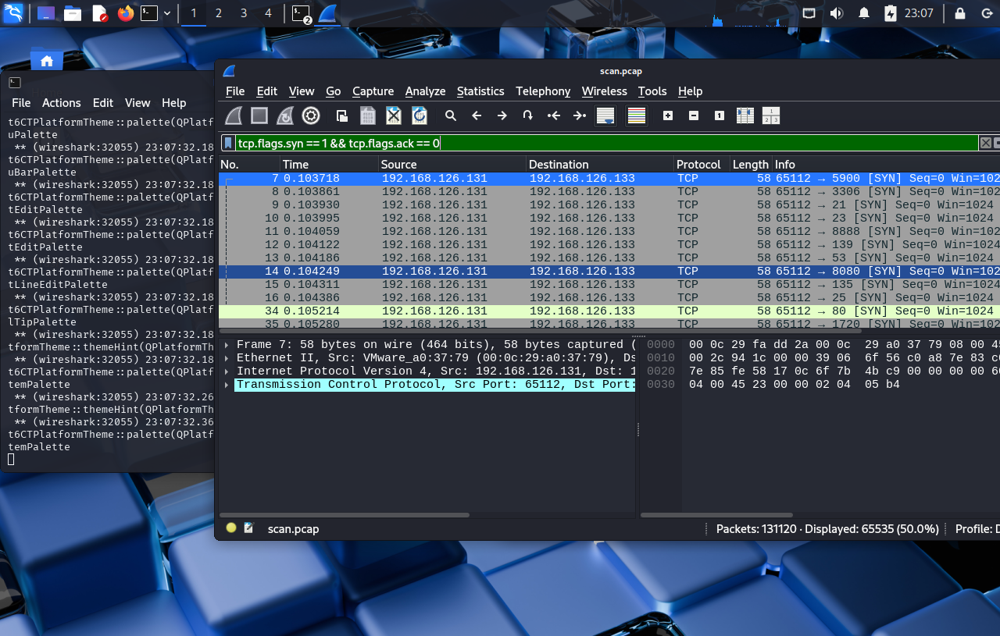 1 2 3 4 2 23:07
scan.pcap
File Actions Edit View Help
t6CTPlatformTheme::palette(QPlatf
uPalette
** (wireshark:32055) 23:07:32.18
t6CTPlatformTheme::palette(QPlatf
uBarPalette
** (wireshark:32055) 23:07:32.18
t6CTPlatformTheme::palette(QPlatf
tEditPalette
** (wireshark:32055) 23:07:32.18
t6CTPlatformTheme::palette(QPlatf
tEditPalette
** (wireshark:32055) 23:07:32.18
t6CTPlatformTheme::palette(QPlatf
tLineEditPalette
** (wireshark:32055) 23:07:32.18
t6CTPlatformTheme::palette(QPlatf
lTipPalette
** (wireshark:32055) 23:07:32.18
tformTheme::themeHint(QPlatformTh
** (wireshark:32055) 23:07:32.18
t6CTPlatformTheme::palette(QPlatf
temPalette
** (wireshark:32055) 23:07:32.26
tformTheme::themeHint(QPlatformTh
** (wireshark:32055) 23:07:32.36
t6CTPlatformTheme::palette(QPlatf
temPalette
File Edit View Go Capture Analyze Statistics Telephony Wireless Tools Help
tcp.flags.syn == 1 && tcp.flags.ack == 0
No. Time Source Destination Protocol Length Info
7 0.103718 192.168.126.131 192.168.126.133 TCP 58 65112 → 5900 [SYN] Seq=0 Win=102
8 0.103861 192.168.126.131 192.168.126.133 TCP 58 65112 → 3306 [SYN] Seq=0 Win=102
9 0.103930 192.168.126.131 192.168.126.133 TCP 58 65112 → 21 [SYN] Seq=0 Win=1024
10 0.103995 192.168.126.131 192.168.126.133 TCP 58 65112 → 23 [SYN] Seq=0 Win=1024
11 0.104059 192.168.126.131 192.168.126.133 TCP 58 65112 → 8888 [SYN] Seq=0 Win=102
12 0.104122 192.168.126.131 192.168.126.133 TCP 58 65112 → 139 [SYN] Seq=0 Win=1024
13 0.104186 192.168.126.131 192.168.126.133 TCP 58 65112 → 53 [SYN] Seq=0 Win=1024
14 0.104249 192.168.126.131 192.168.126.133 TCP 58 65112 → 8080 [SYN] Seq=0 Win=102
15 0.104311 192.168.126.131 192.168.126.133 TCP 58 65112 → 135 [SYN] Seq=0 Win=1024
16 0.104386 192.168.126.131 192.168.126.133 TCP 58 65112 → 25 [SYN] Seq=0 Win=1024
34 0.105214 192.168.126.131 192.168.126.133 TCP 58 65112 → 80 [SYN] Seq=0 Win=1024
35 0.105280 192.168.126.131 192.168.126.133 TCP 58 65112 → 1720 [SYN] Seq=0 Win=102
Frame 7: 58 bytes on wire (464 bits), 58 bytes captured (
Ethernet II, Src: VMware_a0:37:79 (00:0c:29:a0:37:79), Ds
Internet Protocol Version 4, Src: 192.168.126.131, Dst: 1
Transmission Control Protocol, Src Port: 65112, Dst Port:
0000 00 0c 29 fa dd 2a 00 0c 29 a0 37 79 08 00 45
0010 00 2c 94 1c 00 00 39 06 6f 56 c0 a8 7e 83 c0
0020 7e 85 fe 58 17 0c 6f 7b 4b c9 00 00 00 00 60
0030 04 00 45 23 00 00 02 04 05 b4
scan.pcap Packets: 131120 · Displayed: 65535 (50.0%) Profile: D